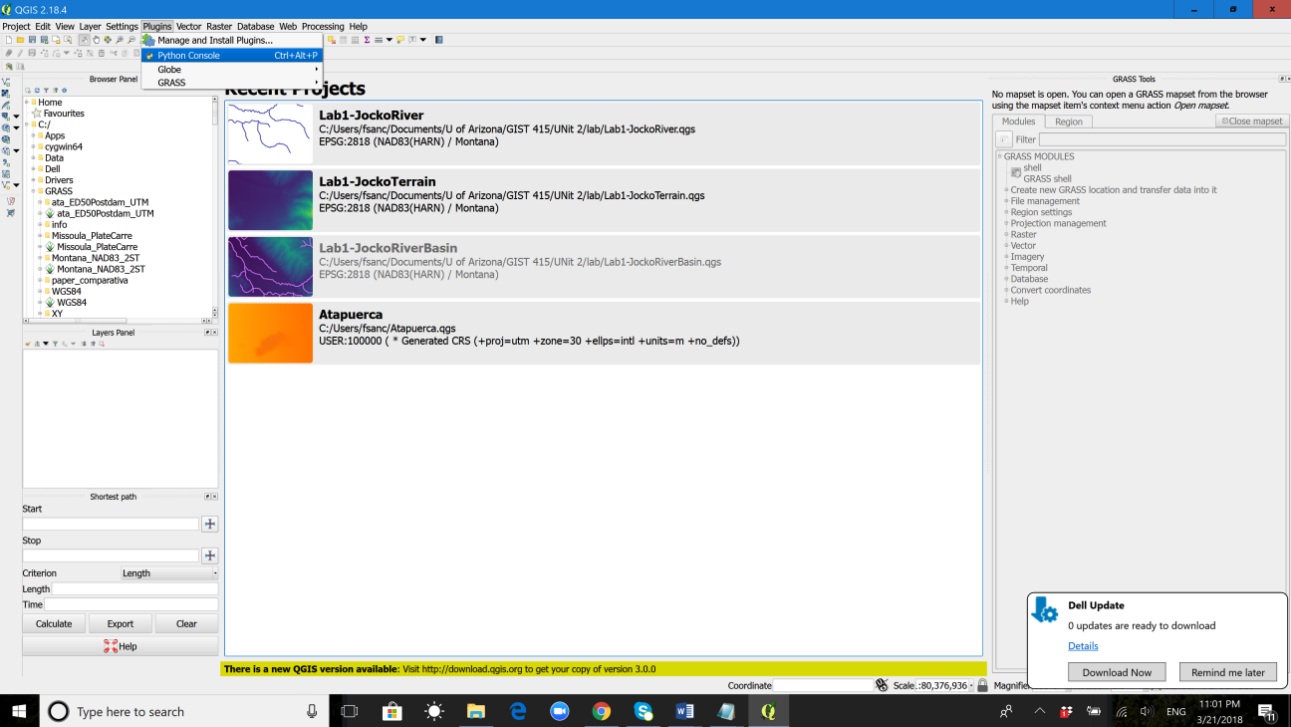 QGIS 2.18.4
Project Edit View Layer Settings Plugins Vector Raster Database Web Processing Help
Manage and Install Plugins...
Python Console Ctrl+Alt+P
Globe
GRASS
Browser Panel
Home
Favourites
C:/
Apps
cygwin64
Data
Dell
Drivers
GRASS
ata_ED50Postdam_UTM
ata_ED50Postdam_UTM
info
Missoula_PlateCarre
Missoula_PlateCarre
Montana_NAD83_2ST
Montana_NAD83_2ST
paper_comparativa
WGS84
WGS84
XY
Layers Panel
Shortest path
Start
Stop
Criterion Length
Length
Time
Calculate Export Clear
Help
Recent Projects
Lab1-JockoRiver
C:/Users/fsanc/Documents/U of Arizona/GIST 415/UNit 2/lab/Lab1-JockoRiver.qgs
EPSG:2818 (NAD83(HARN) / Montana)
Lab1-JockoTerrain
C:/Users/fsanc/Documents/U of Arizona/GIST 415/UNit 2/lab/Lab1-JockoTerrain.qgs
EPSG:2818 (NAD83(HARN) / Montana)
Lab1-JockoRiverBasin
C:/Users/fsanc/Documents/U of Arizona/GIST 415/UNit 2/lab/Lab1-JockoRiverBasin.qgs
EPSG:2818 (NAD83(HARN) / Montana)
Atapuerca
C:/Users/fsanc/Atapuerca.qgs
USER:100000 ( * Generated CRS (+proj=utm +zone=30 +ellps=intl +units=m +no_defs))
There is a new QGIS version available: Visit http://download.qgis.org to get your copy of version 3.0.0
GRASS Tools
No mapset is open. You can open a GRASS mapset from the browser
using the mapset item's context menu action Open mapset.
Modules Region Close mapset
Filter
GRASS MODULES
shell
GRASS shell
Create new GRASS location and transfer data into it
File management
Region settings
Projection management
Raster
Vector
Imagery
Temporal
Database
Convert coordinates
Help
Dell Update
0 updates are ready to download
Details
Download Now Remind me later
Coordinate Scale :80,376,936 Magnifie
Type here to search
ENG
11:01 PM
3/21/2018
11